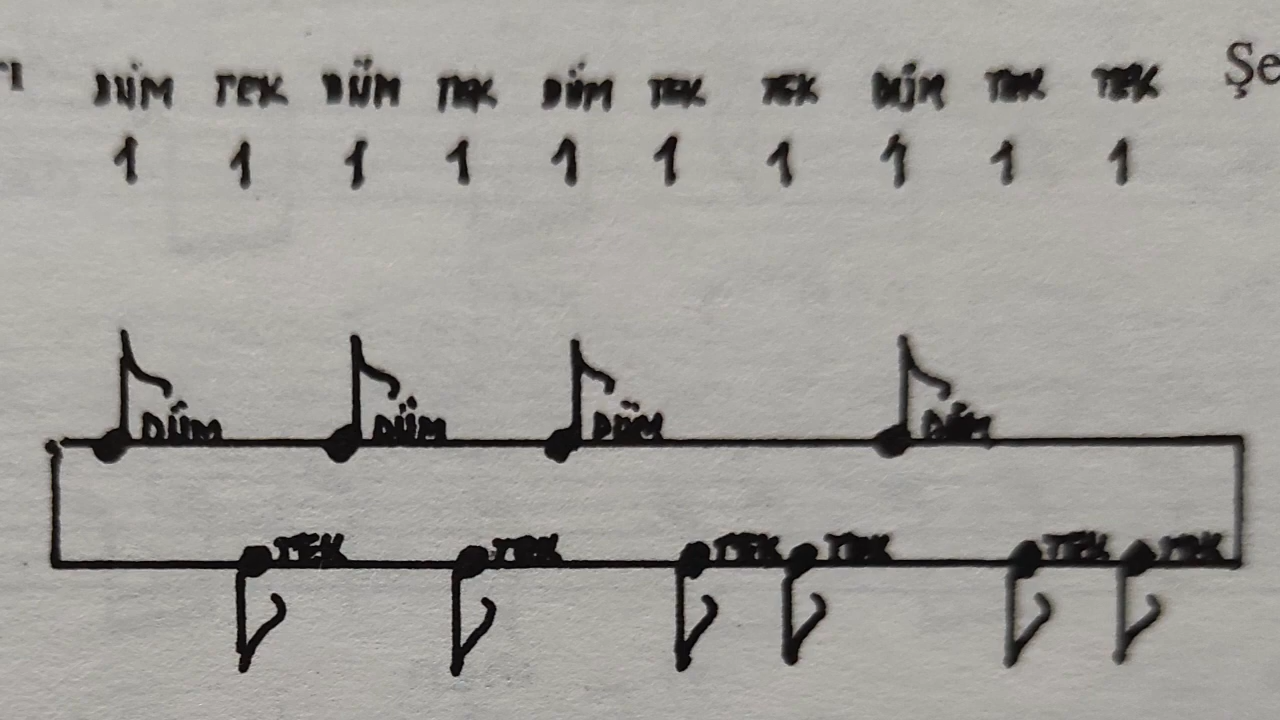 DÜM TEK DÜM TEK DÜM TEK TEK DÜM TEK TEK Şe
1 1 1 1 1 1 1 1 1 1
DÜM DÜM DÜM DÜM
TEK TEK TEK TEK TEK TEK